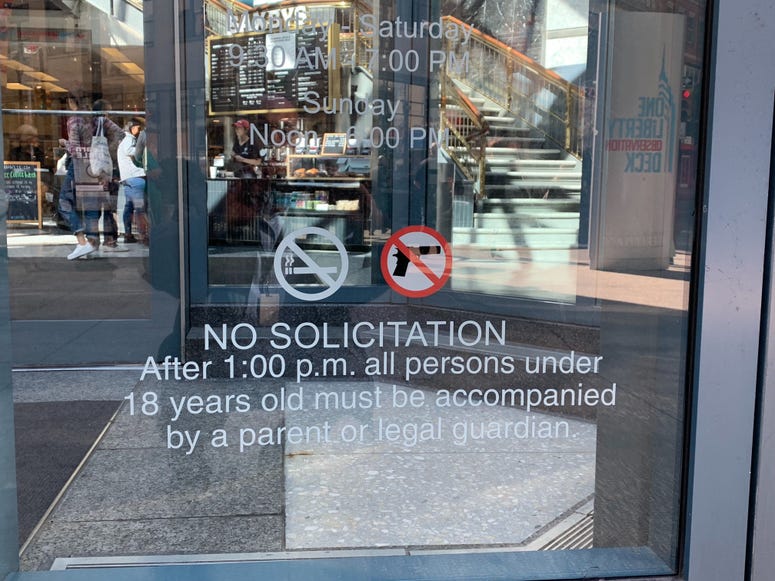 Saturday
9:30 AM - 7:00 PM
Sunday
Noon - 6:00 PM
ONE
LIBERTY
OBSERVATION
DECK
NO SOLICITATION
After 1:00 p.m. all persons under
18 years old must be accompanied
by a parent or legal guardian.